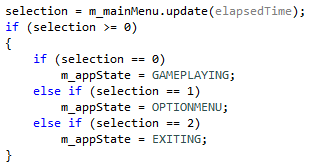 selection = m_mainMenu.update(elapsedTime);
if (selection >= 0)
{
    if (selection == 0)
        m_appState = GAMEPLAYING;
    else if (selection == 1)
        m_appState = OPTIONMENU;
    else if (selection == 2)
        m_appState = EXITING;
}